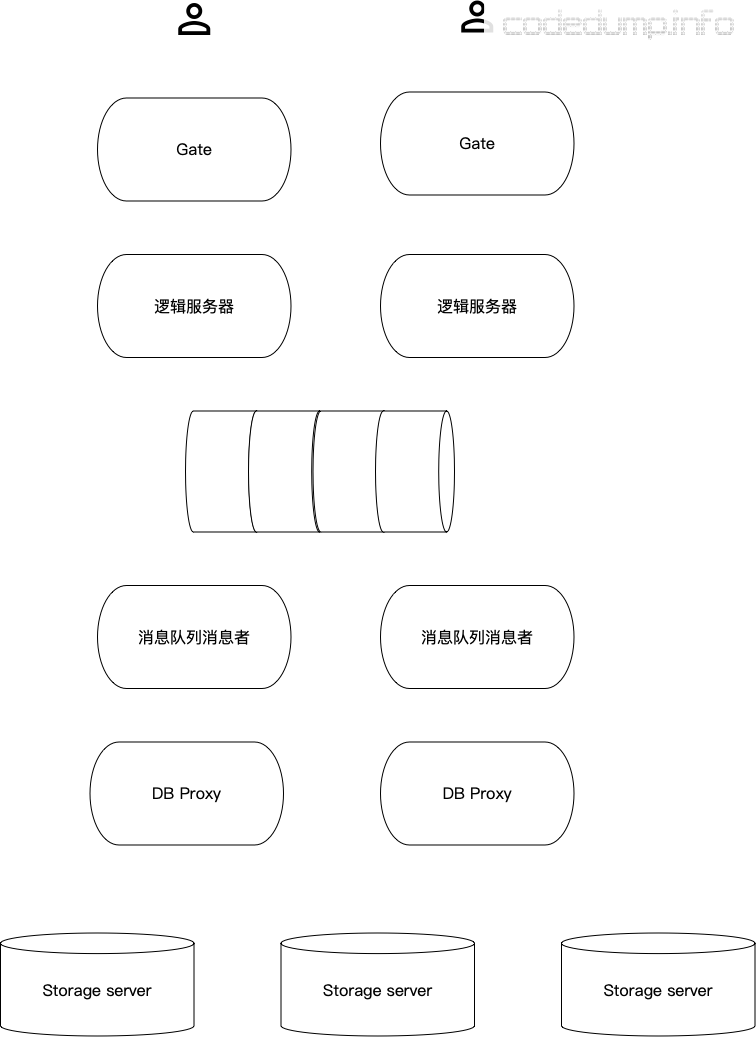 codedump.info
Gate
Gate
逻辑服务器
逻辑服务器
消息队列消息者
消息队列消息者
DB Proxy
DB Proxy
Storage server
Storage server
Storage server